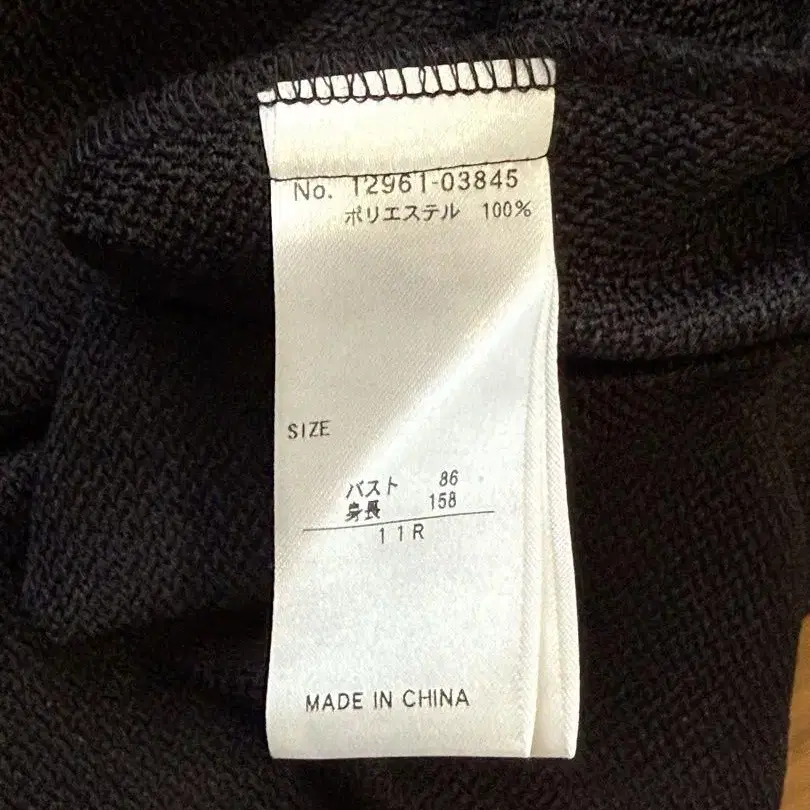 No. 12961-03845
ポリエステル 100%
SIZE
バスト 86
身長 158
11R
MADE IN CHINA